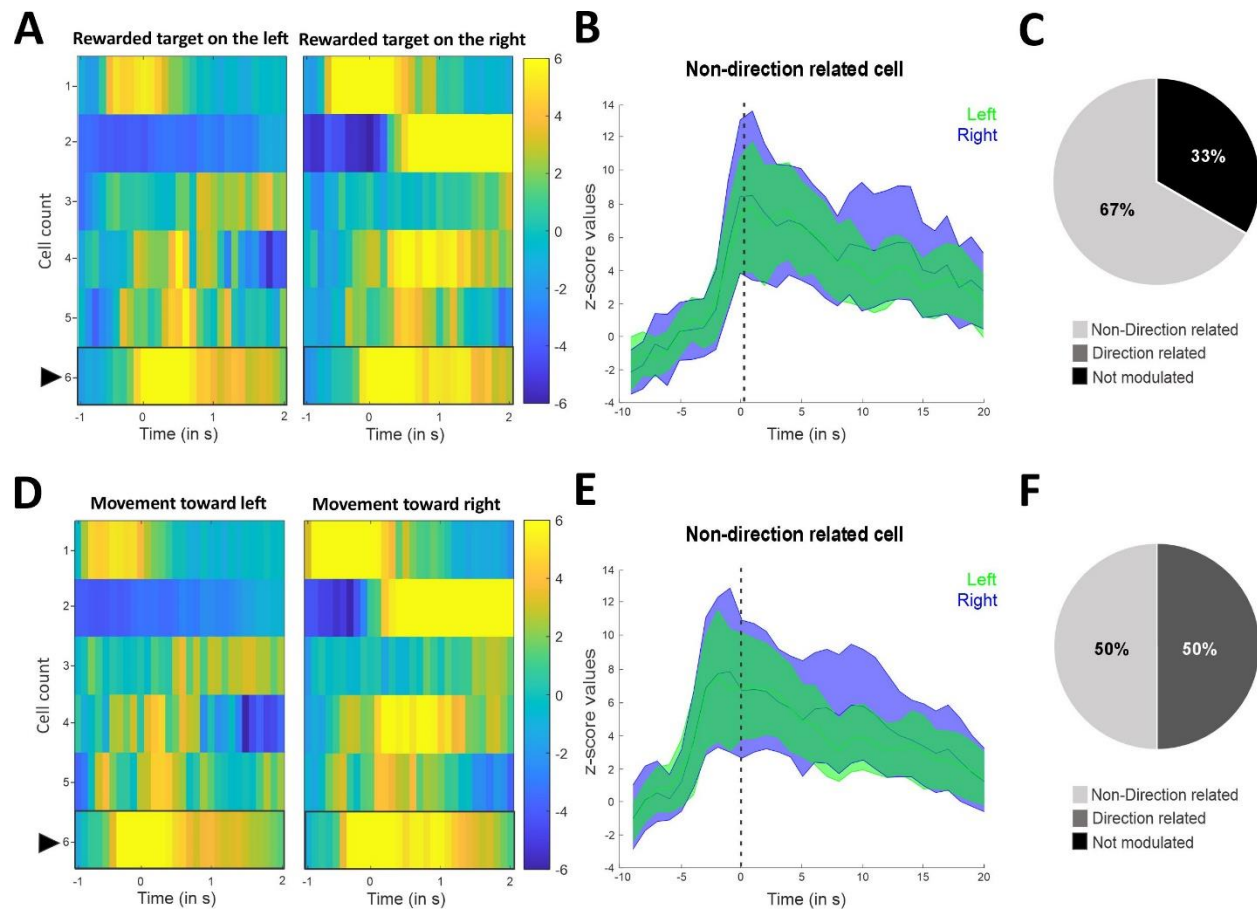 A
Rewarded target on the left
Rewarded target on the right
Cell count
1
2
3
4
5
6
-1
0
1
2
-1
0
1
2
Time (in s)
Time (in s)
6
4
2
0
-2
-4
-6
B
Non-direction related cell
Left
Right
z-score values
14
12
10
8
6
4
2
0
-2
-4
-10
-5
0
5
10
15
20
Time (in s)
C
33%
67%
Non-Direction related
Direction related
Not modulated
D
Movement toward left
Movement toward right
Cell count
1
2
3
4
5
6
-1
0
1
2
-1
0
1
2
Time (in s)
Time (in s)
6
4
2
0
-2
-4
-6
E
Non-direction related cell
Left
Right
z-score values
14
12
10
8
6
4
2
0
-2
-4
-10
-5
0
5
10
15
20
Time (in s)
F
50%
50%
Non-Direction related
Direction related
Not modulated